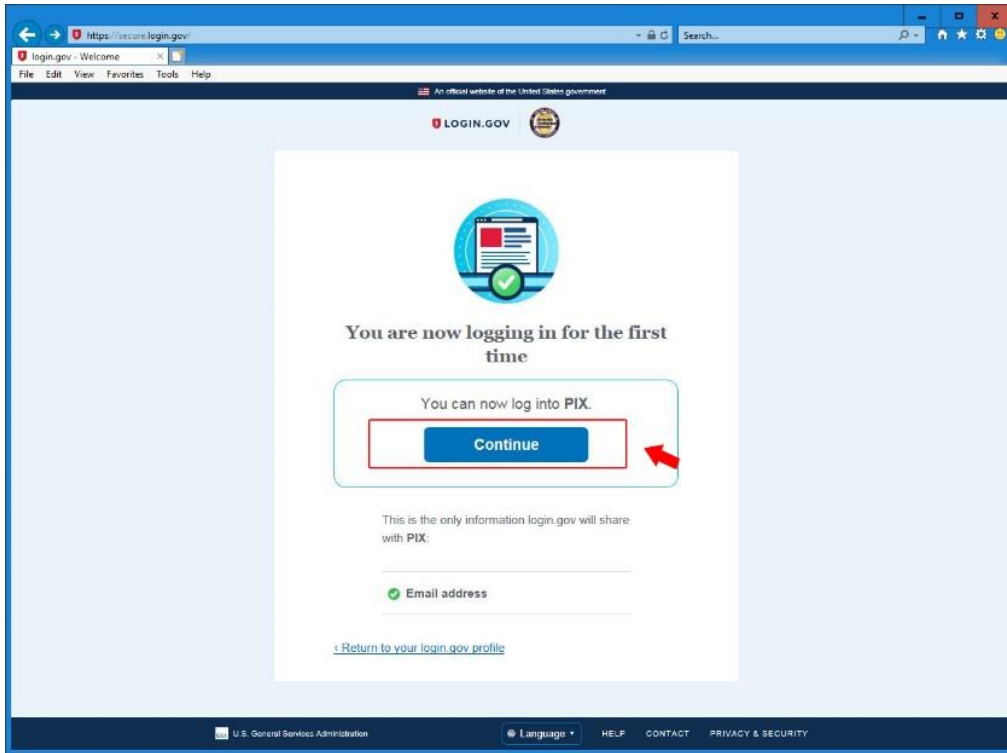 https://secure.login.gov/
Search...
login.gov - Welcome
File Edit View Favorites Tools Help
An official website of the United States government
LOGIN.GOV
You are now logging in for the first
time
You can now log into PIX.
Continue
This is the only information login.gov will share
with PIX:
Email address
‹ Return to your login.gov profile
GSA U.S. General Services Administration
Language
HELP
CONTACT
PRIVACY & SECURITY